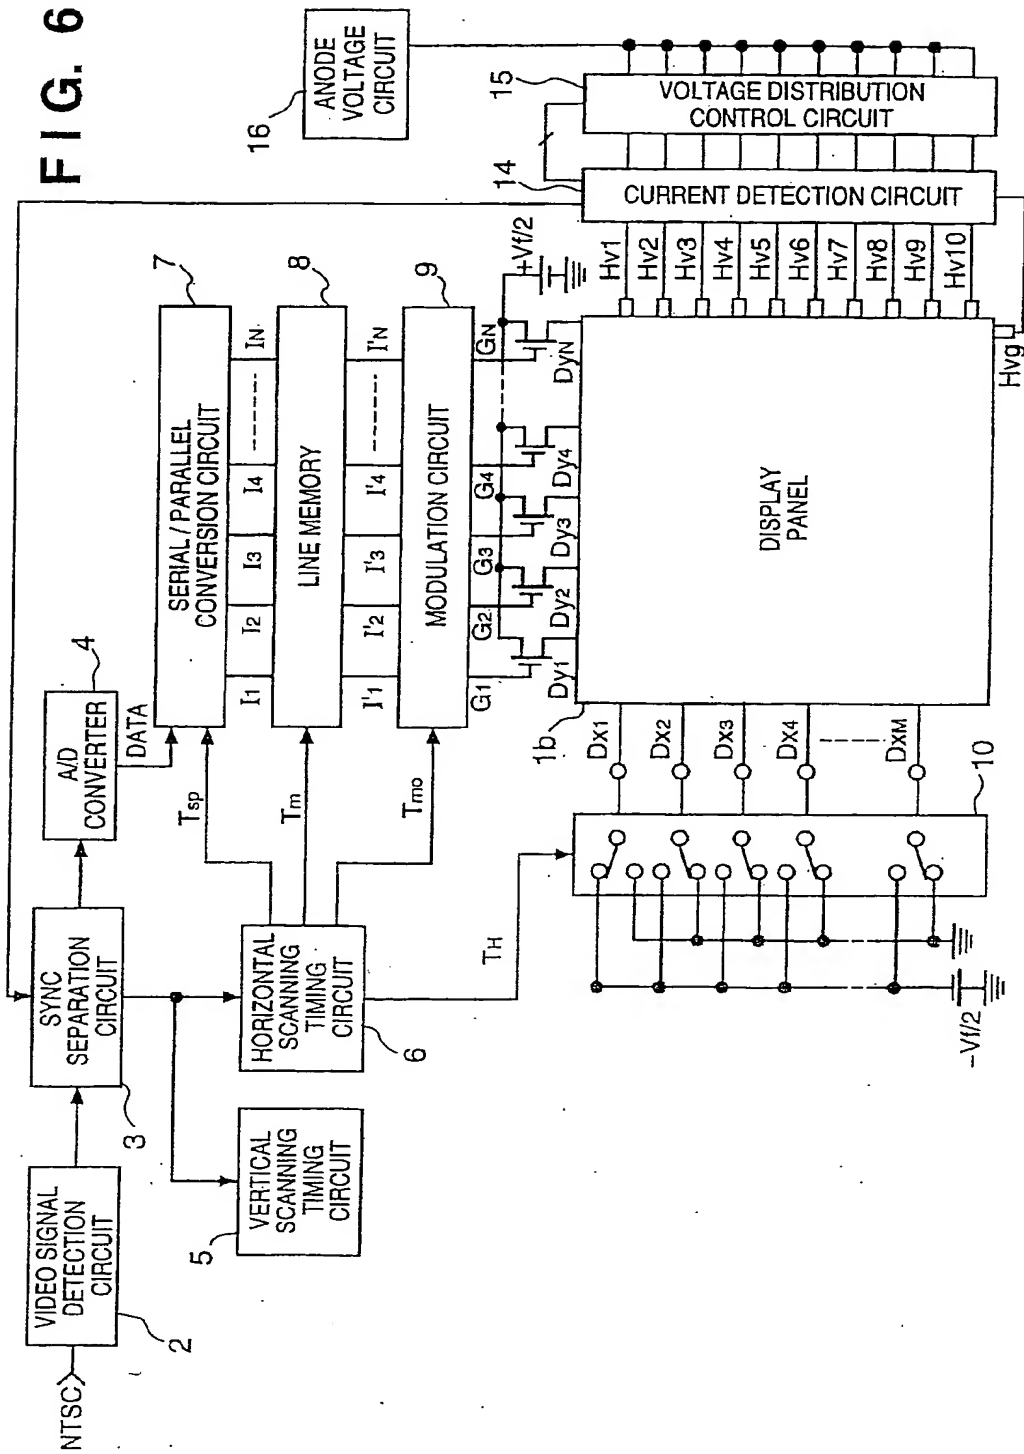 FIG. 6
NTSC
VIDEO SIGNAL
DETECTION
CIRCUIT
2
SYNC
SEPARATION
CIRCUIT
3
A/D
CONVERTER
4
DATA
VERTICAL
SCANNING
TIMING
CIRCUIT
5
HORIZONTAL
SCANNING
TIMING
CIRCUIT
6
Tsp
Tm
Tmo
TH
SERIAL / PARALLEL
CONVERSION CIRCUIT
7
I1 I2 I3 I4 IN
LINE MEMORY
8
I'1 I'2 I'3 I'4 I'N
MODULATION CIRCUIT
9
G1 G2 G3 G4 GN
+Vf/2
Dy1 Dy2 Dy3 Dy4 DyN
1b
DISPLAY
PANEL
Dx1
Dx2
Dx3
Dx4
DxM
10
-Vf/2
Hv1
Hv2
Hv3
Hv4
Hv5
Hv6
Hv7
Hv8
Hv9
Hv10
Hvg
CURRENT DETECTION CIRCUIT
14
VOLTAGE DISTRIBUTION
CONTROL CIRCUIT
15
ANODE
VOLTAGE
CIRCUIT
16